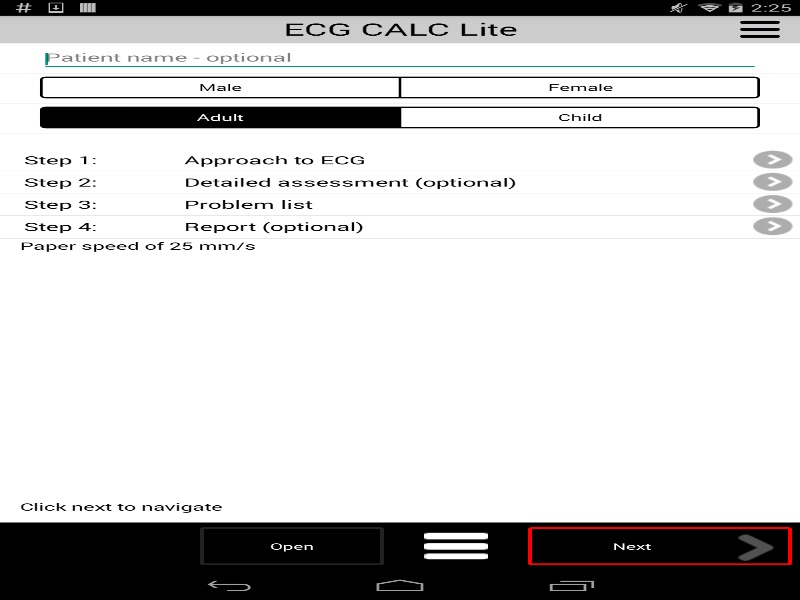 2:25
ECG CALC Lite
Patient name - optional
Male Female
Adult Child
Step 1: Approach to ECG
Step 2: Detailed assessment (optional)
Step 3: Problem list
Step 4: Report (optional)
Paper speed of 25 mm/s
Click next to navigate
Open Next